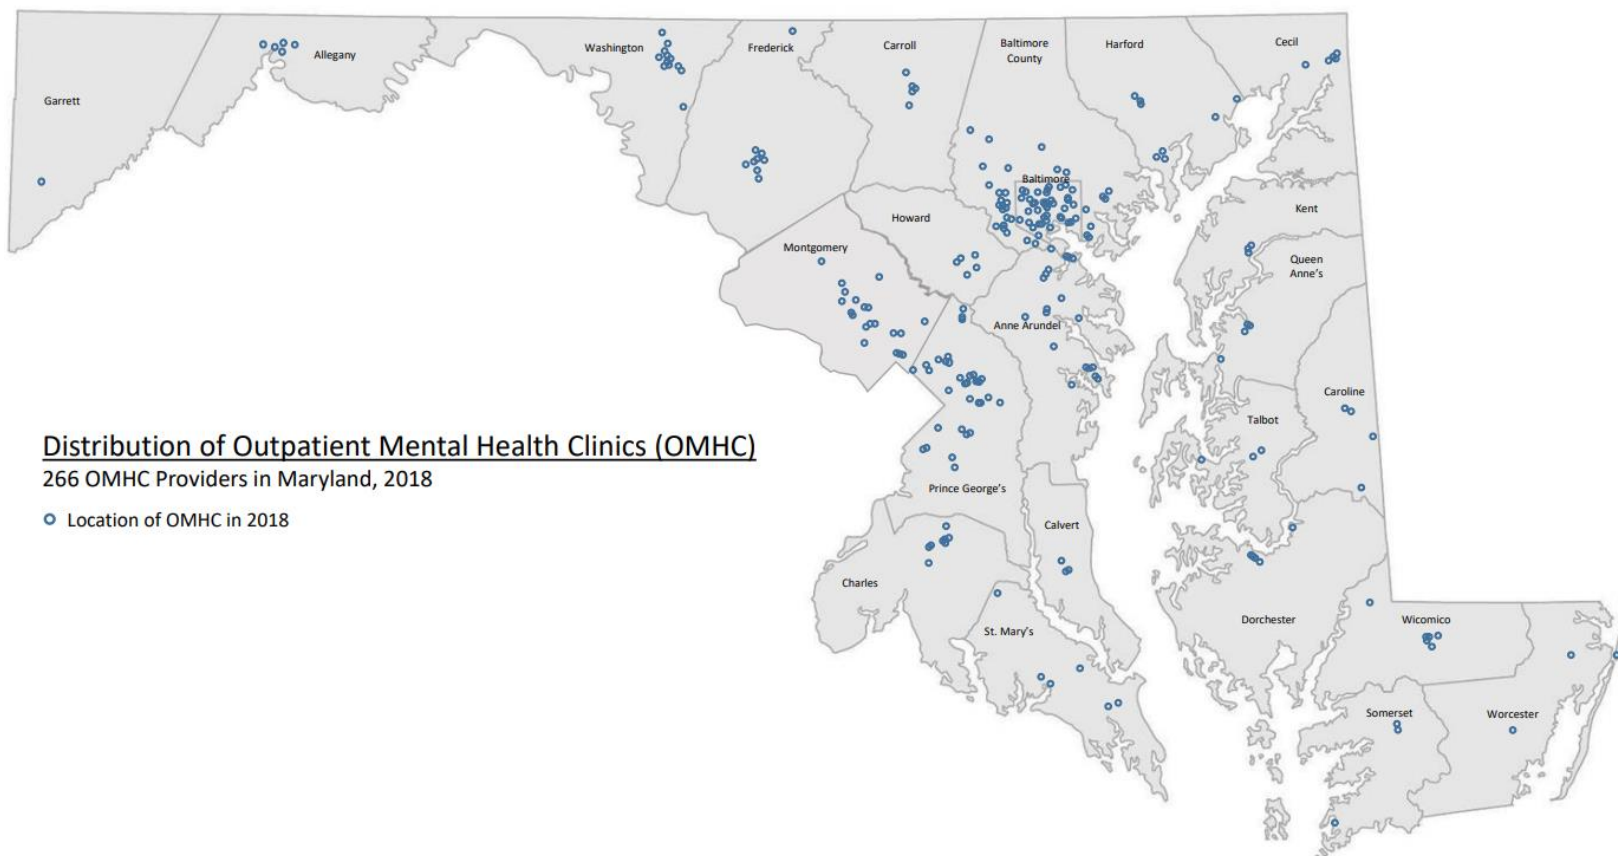 Garrett
Allegany
Washington
Frederick
Carroll
Baltimore
County
Harford
Cecil
Baltimore
Howard
Montgomery
Kent
Queen
Anne's
Anne Arundel
Caroline
Talbot
Distribution of Outpatient Mental Health Clinics (OMHC)
266 OMHC Providers in Maryland, 2018
Location of OMHC in 2018
Prince George's
Calvert
Charles
St. Mary's
Dorchester
Wicomico
Somerset
Worcester